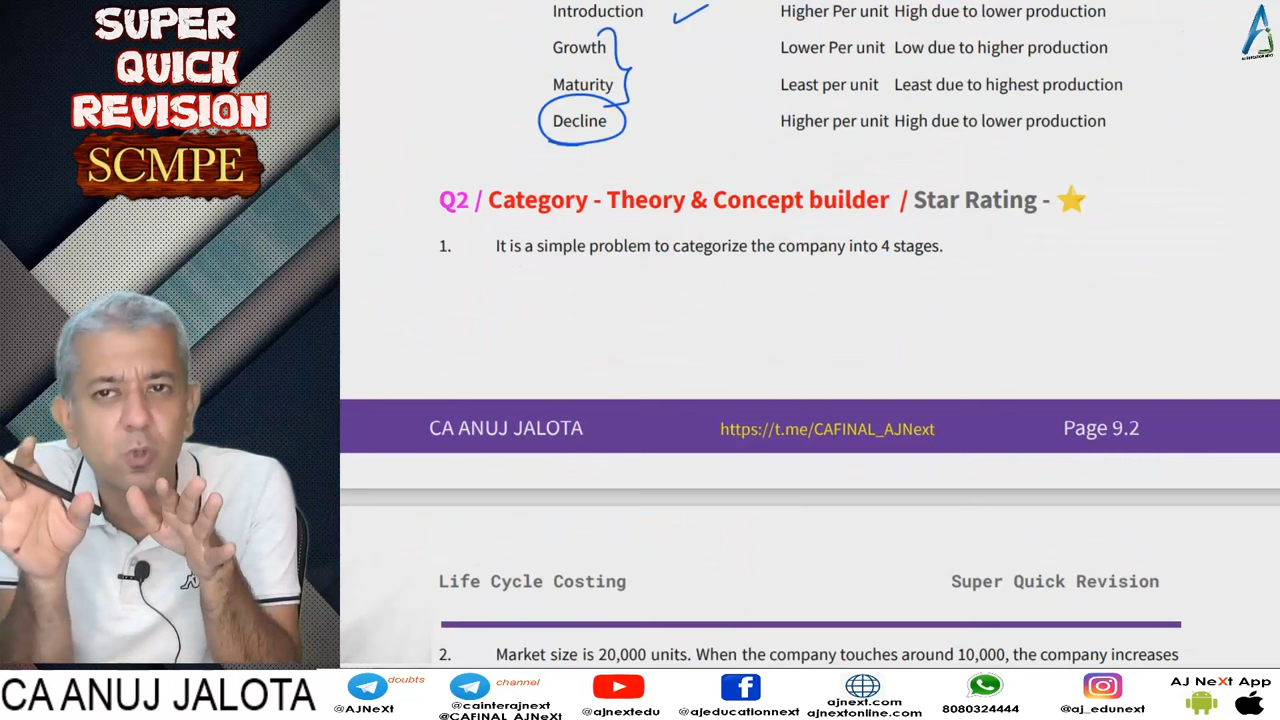 SUPER
QUICK
REVISION
SCMPE
Introduction Higher Per unit High due to lower production
Growth Lower Per unit Low due to higher production
Maturity Least per unit Least due to highest production
Decline Higher per unit High due to lower production
Q2 / Category - Theory & Concept builder / Star Rating - ⭐
1. It is a simple problem to categorize the company into 4 stages.
CA ANUJ JALOTA https://t.me/CAFINAL_AJNext Page 9.2
Life Cycle Costing Super Quick Revision
2. Market size is 20,000 units. When the company touches around 10,000, the company increases
CA ANUJ JALOTA
doubts
@AJNeXt
channel
@cainterajnext
@CAFINAL_AJNeXt
@ajnextedu
@ajeducationnext
ajnext.com
ajnextonline.com
8080324444
@aj_edunext
AJ NeXt App